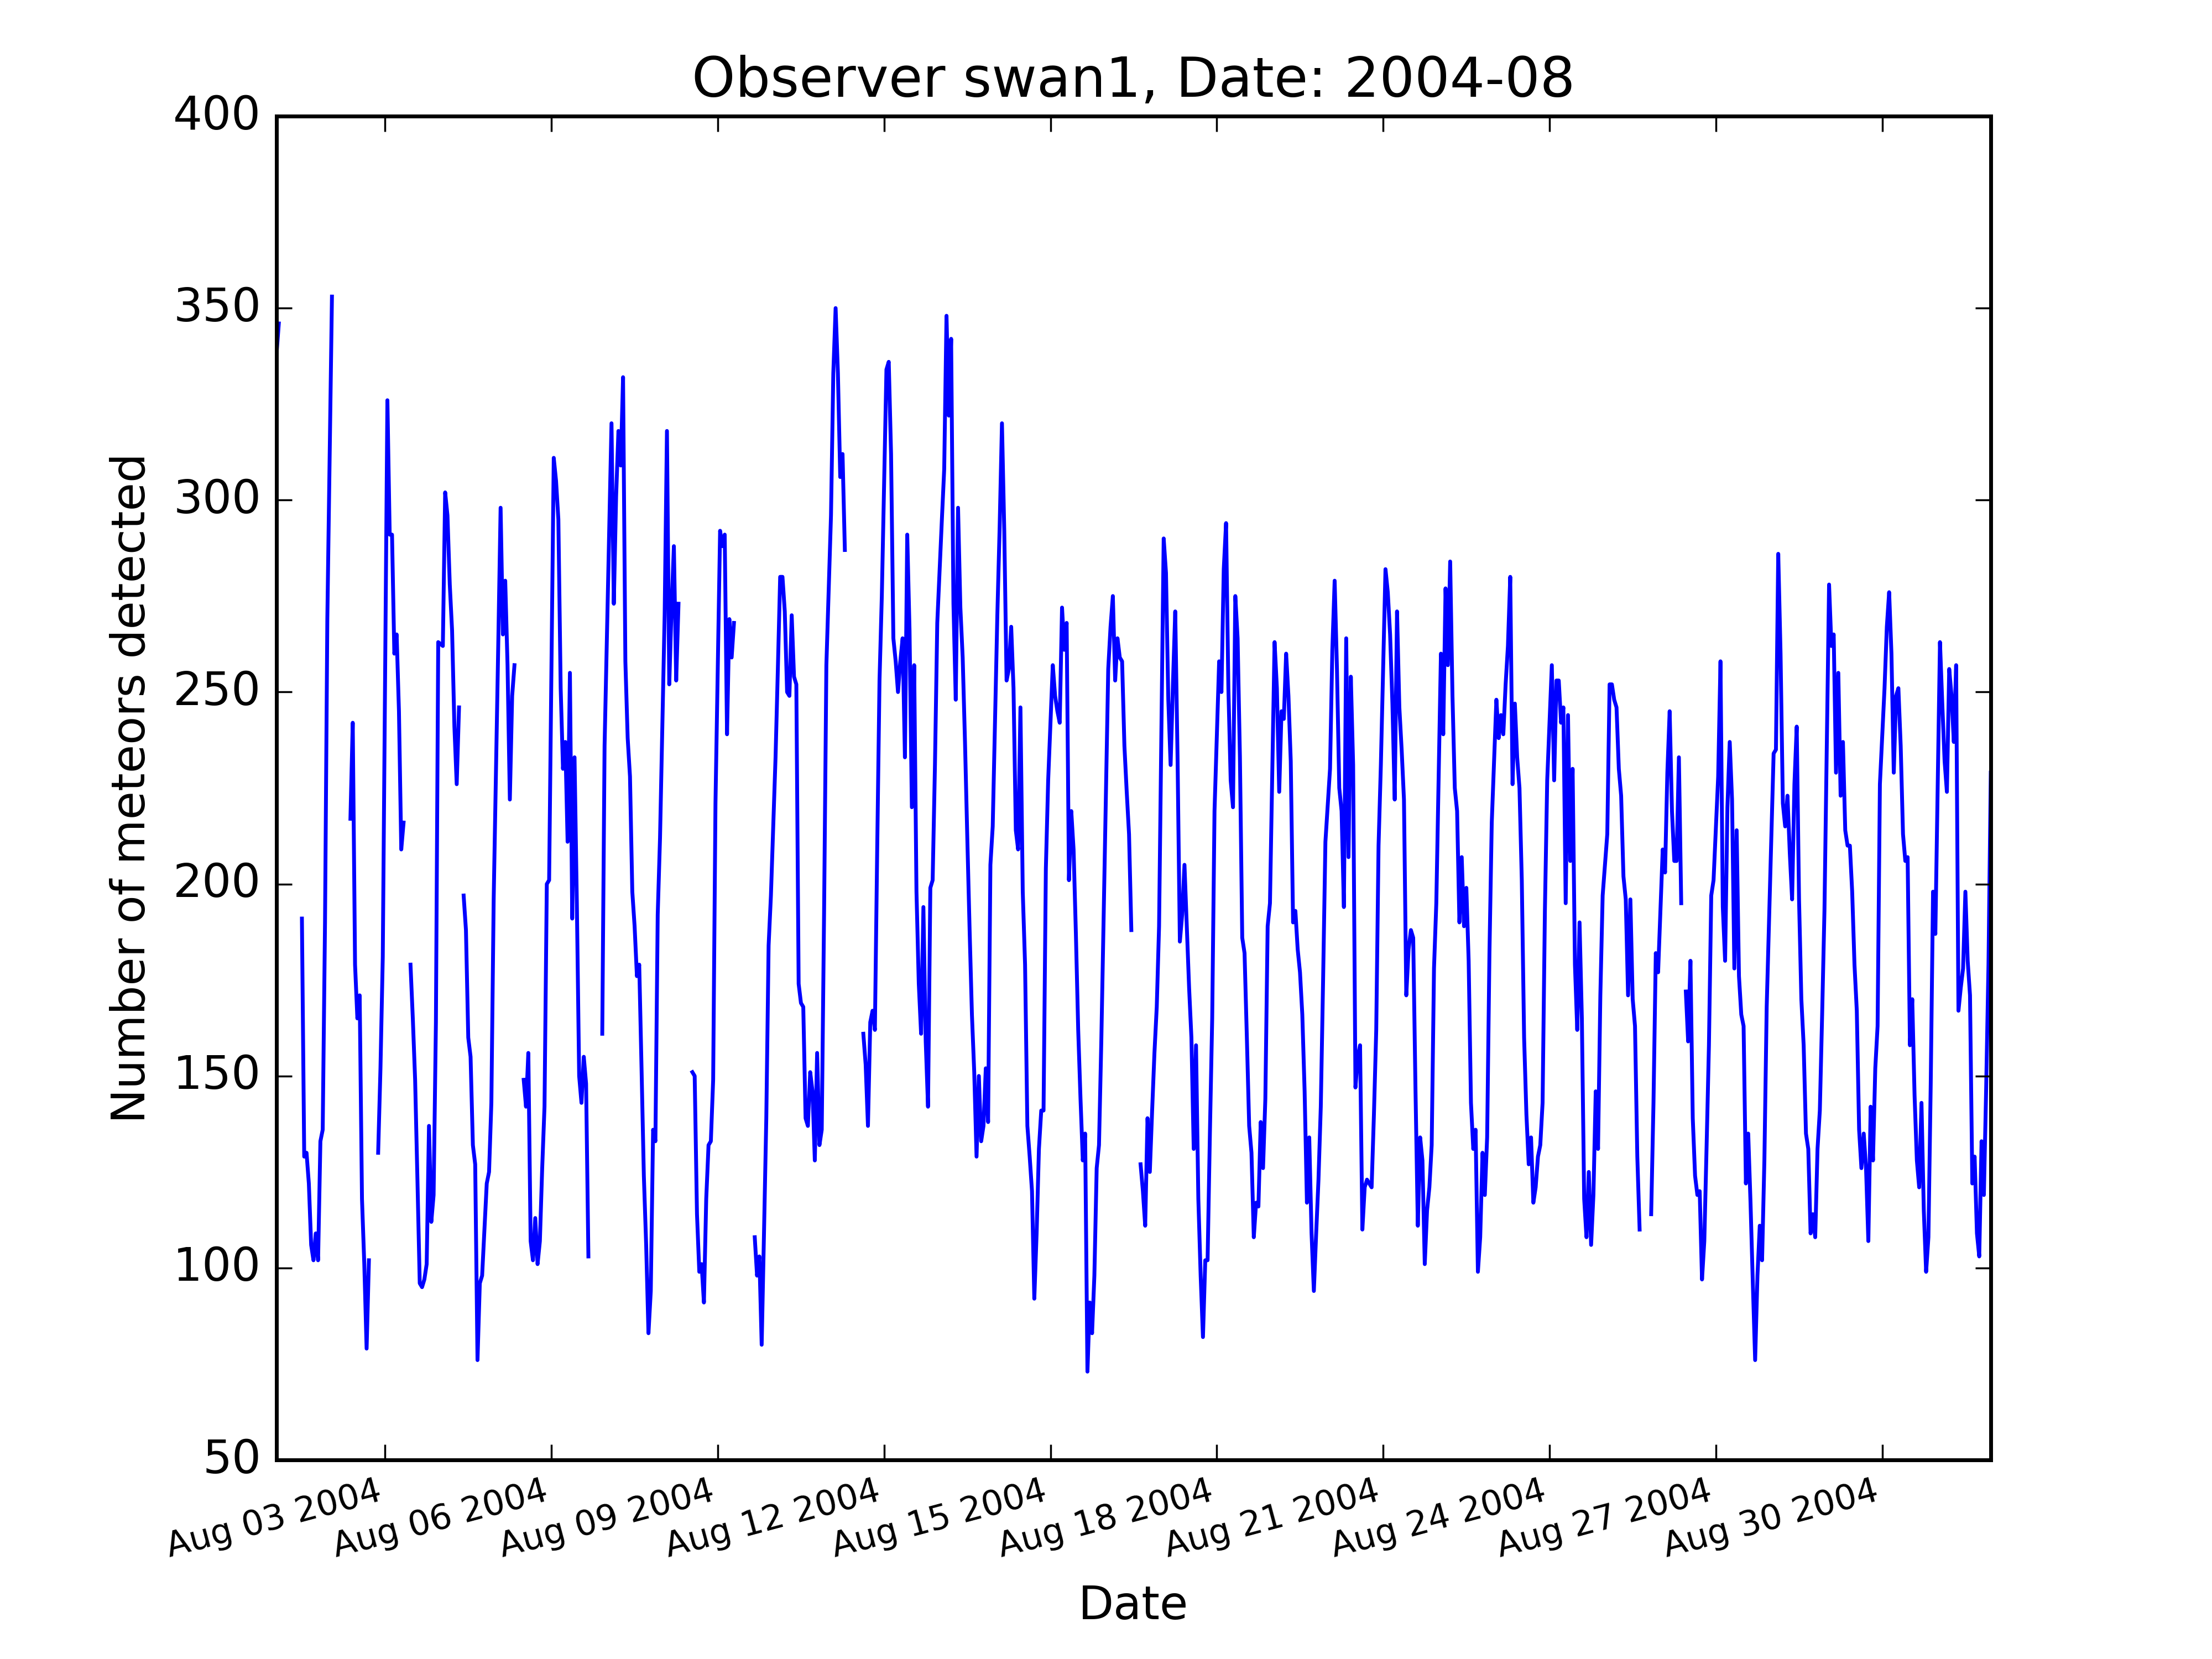 Observer swan1, Date: 2004-08
400
350
300
250
200
150
100
50
Number of meteors detected
Aug 03 2004
Aug 06 2004
Aug 09 2004
Aug 12 2004
Aug 15 2004
Aug 18 2004
Aug 21 2004
Aug 24 2004
Aug 27 2004
Aug 30 2004
Date